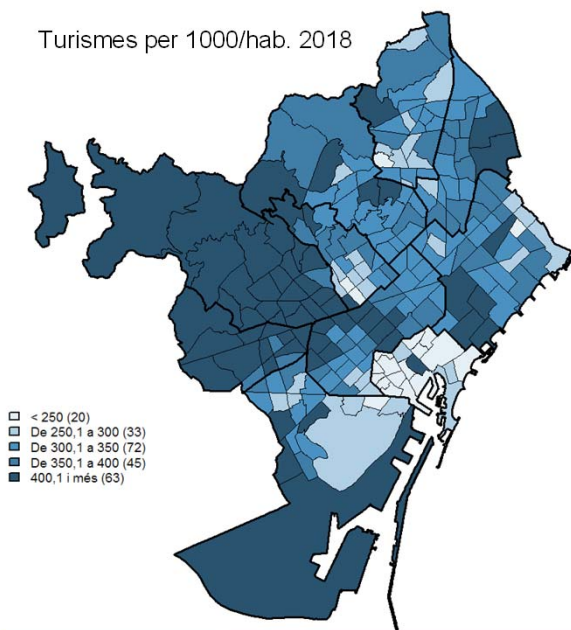 Turismes per 1000/hab. 2018
< 250 (20)
De 250,1 a 300 (33)
De 300,1 a 350 (72)
De 350,1 a 400 (45)
400,1 i més (63)